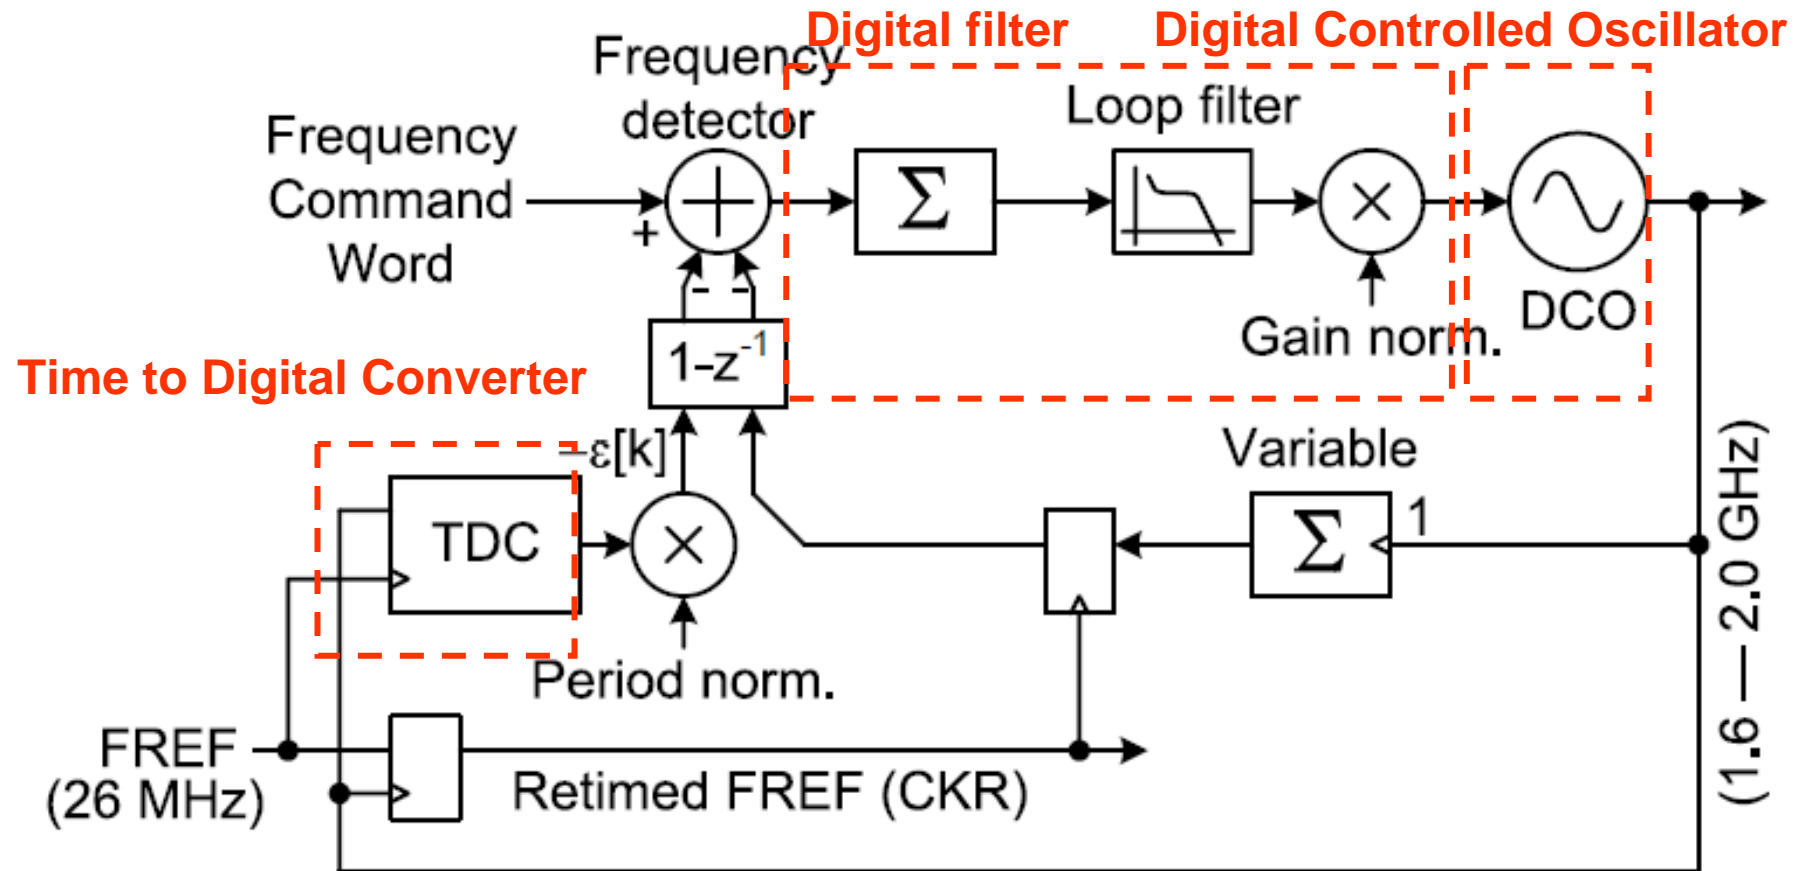 Digital filter
Digital Controlled Oscillator
Frequency
detector
Loop filter
Frequency
Command
Word
+
Σ
×
- -
DCO
Gain norm.
1-z⁻¹
Time to Digital Converter
-ε[k]
Variable
TDC
×
Σ
1
(1.6 — 2.0 GHz)
Period norm.
FREF
(26 MHz)
Retimed FREF (CKR)